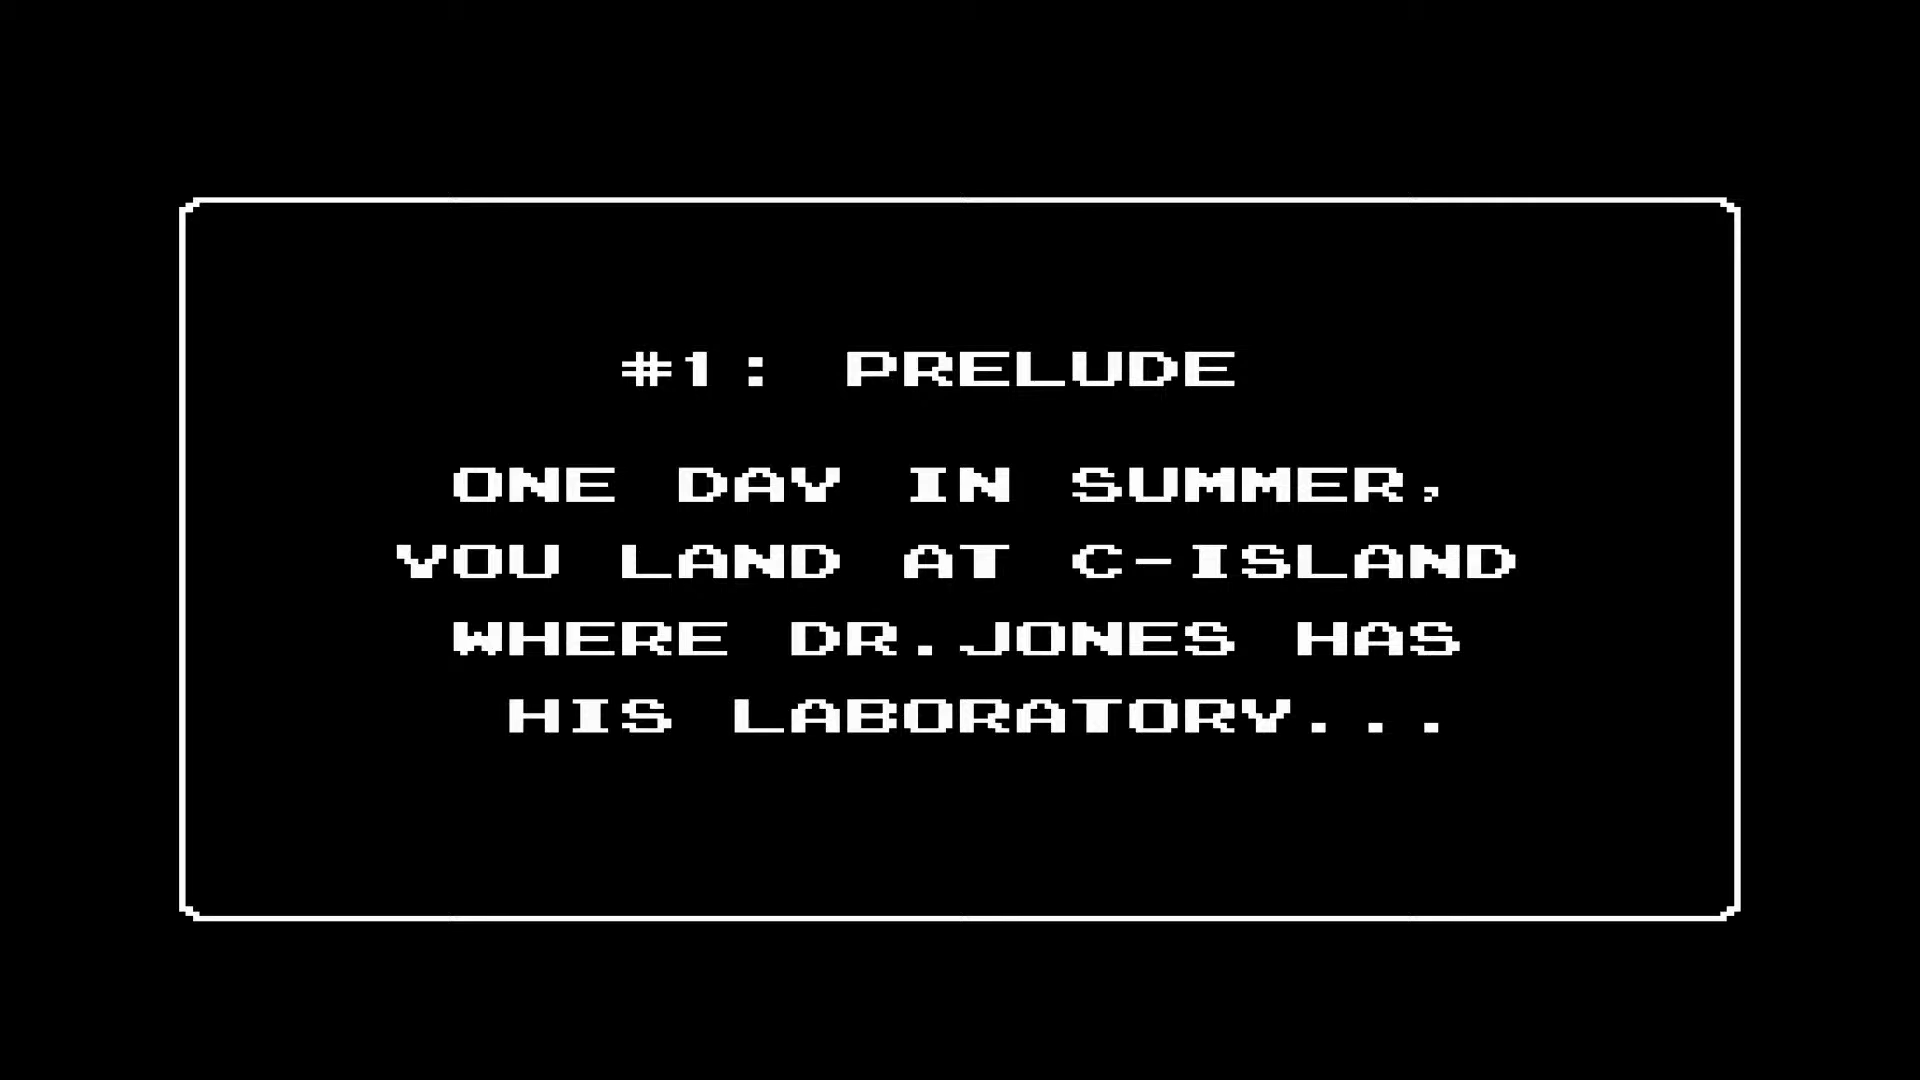 #1: PRELUDE
ONE DAY IN SUMMER,
YOU LAND AT C-ISLAND
WHERE DR.JONES HAS
HIS LABORATORY...